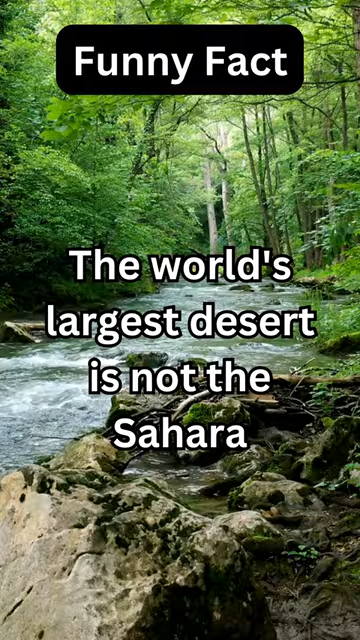 Funny Fact
The world's
largest desert
is not the
Sahara